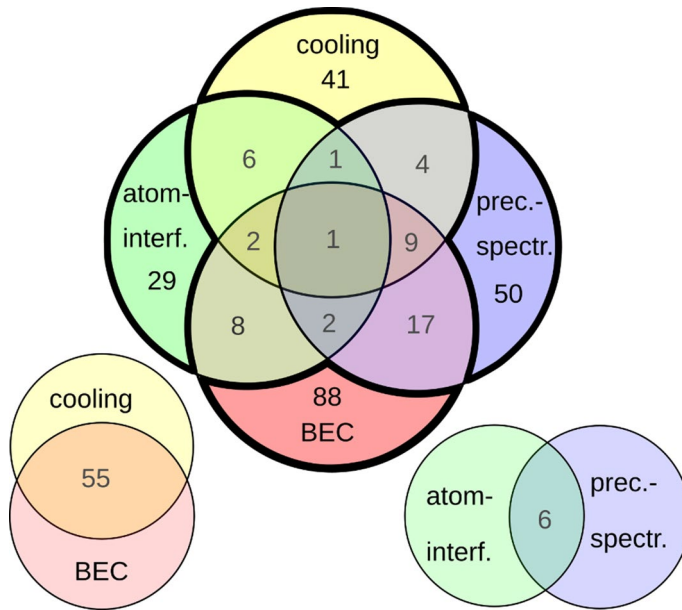 cooling
41
6
1
4
atom-
interf.
29
2
1
9
prec.-
spectr.
50
8
2
17
88
BEC
cooling
55
BEC
atom-
interf.
6
prec.-
spectr.